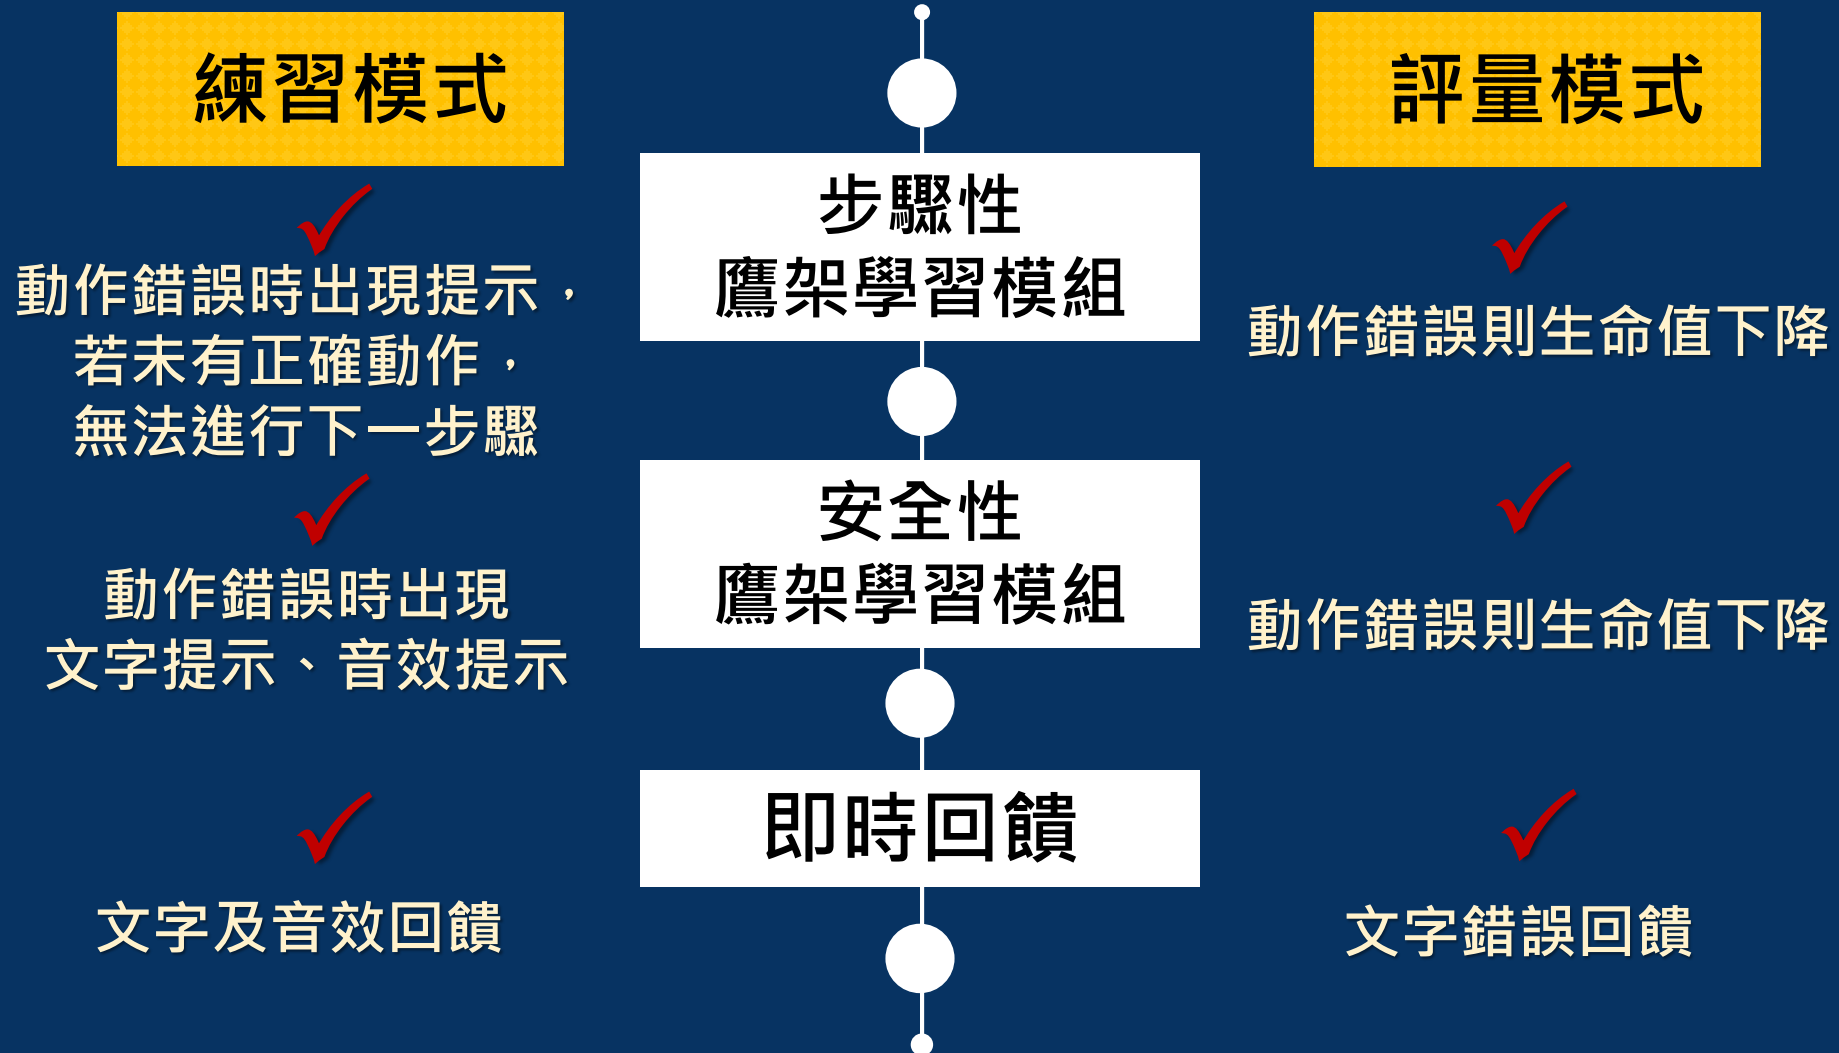 練習模式
評量模式
步驟性
鷹架學習模組
動作錯誤時出現提示，
若未有正確動作，
無法進行下一步驟
動作錯誤則生命值下降
安全性
鷹架學習模組
動作錯誤時出現
文字提示、音效提示
動作錯誤則生命值下降
即時回饋
文字及音效回饋
文字錯誤回饋